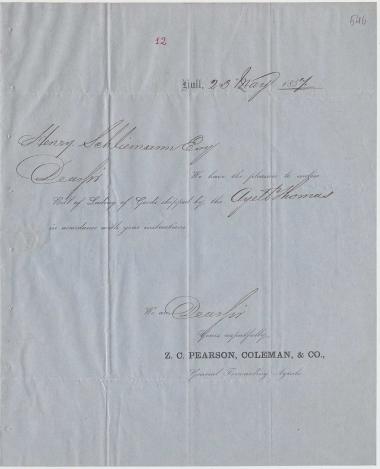 546
12
Hull, 23 May 1857
Henry Schliemann Esq
Dear Sir
We have the pleasure to enclose
Bill of Lading of Goods shipped by the
in accordance with your instructions
We are Dear Sir
Yours respectfully,
Z. C. PEARSON, COLEMAN, & CO.,
General Forwarding Agents